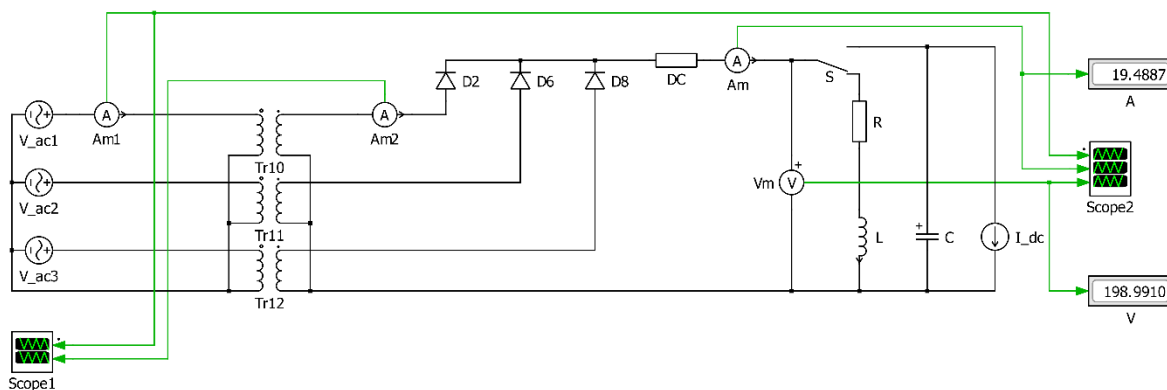 A
Am
D2
D6
D8
DC
S
19.4887
A
V_ac1
A
Am1
A
Am2
R
Tr10
Scope2
V_ac2
Vm
V
+
Tr11
L
+
C
I_dc
V_ac3
Tr12
198.9910
V
Scope1